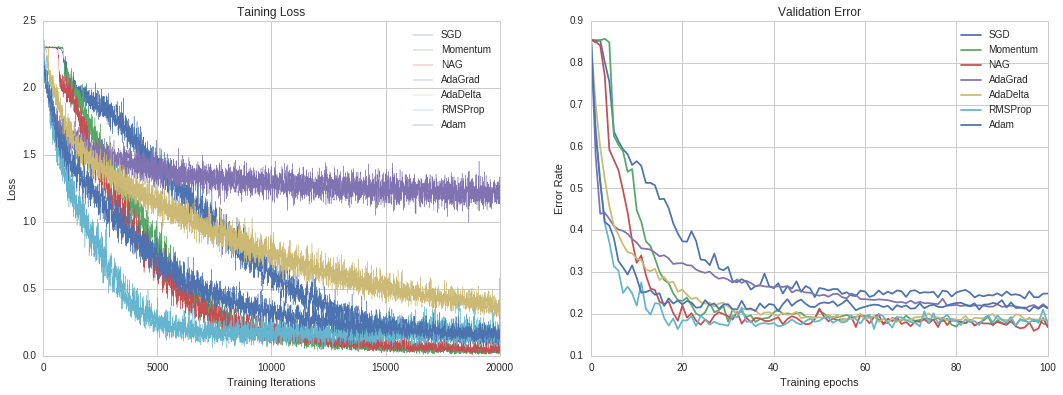 Taining Loss
2.5
2.0
1.5
1.0
0.5
0.0
Loss
0
5000
10000
15000
20000
Training Iterations
SGD
Momentum
NAG
AdaGrad
AdaDelta
RMSProp
Adam
Validation Error
0.9
0.8
0.7
0.6
0.5
0.4
0.3
0.2
0.1
Error Rate
0
20
40
60
80
100
Training epochs
SGD
Momentum
NAG
AdaGrad
AdaDelta
RMSProp
Adam